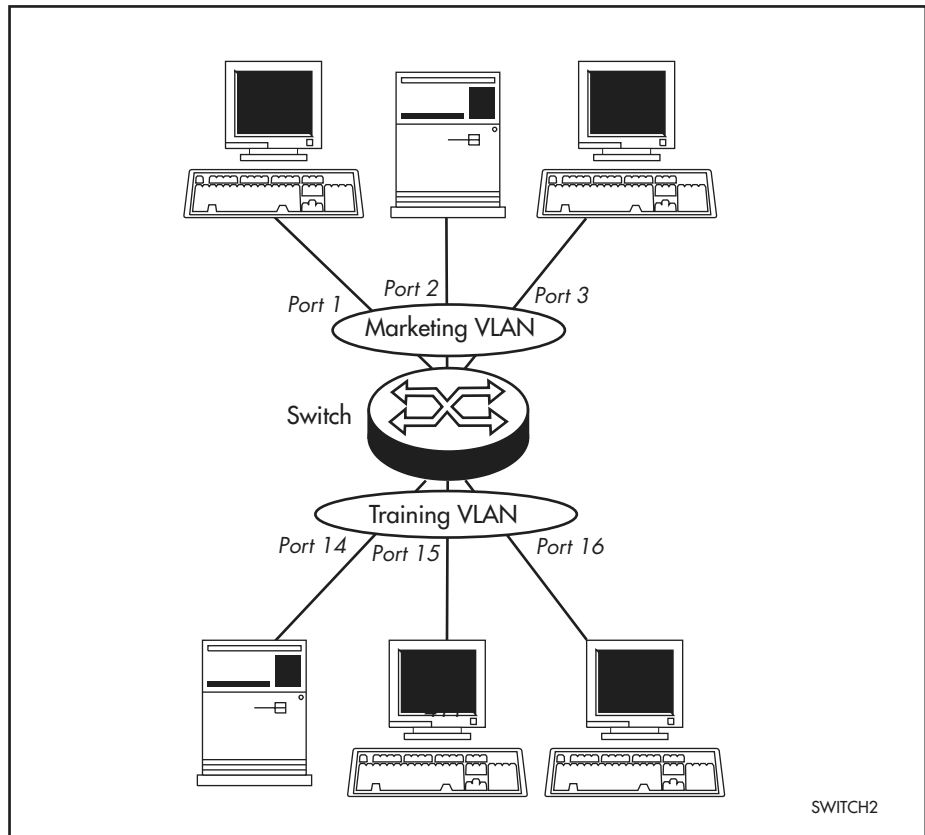 Port 1
Port 2
Port 3
Marketing VLAN
Switch
Training VLAN
Port 14
Port 15
Port 16
SWITCH2